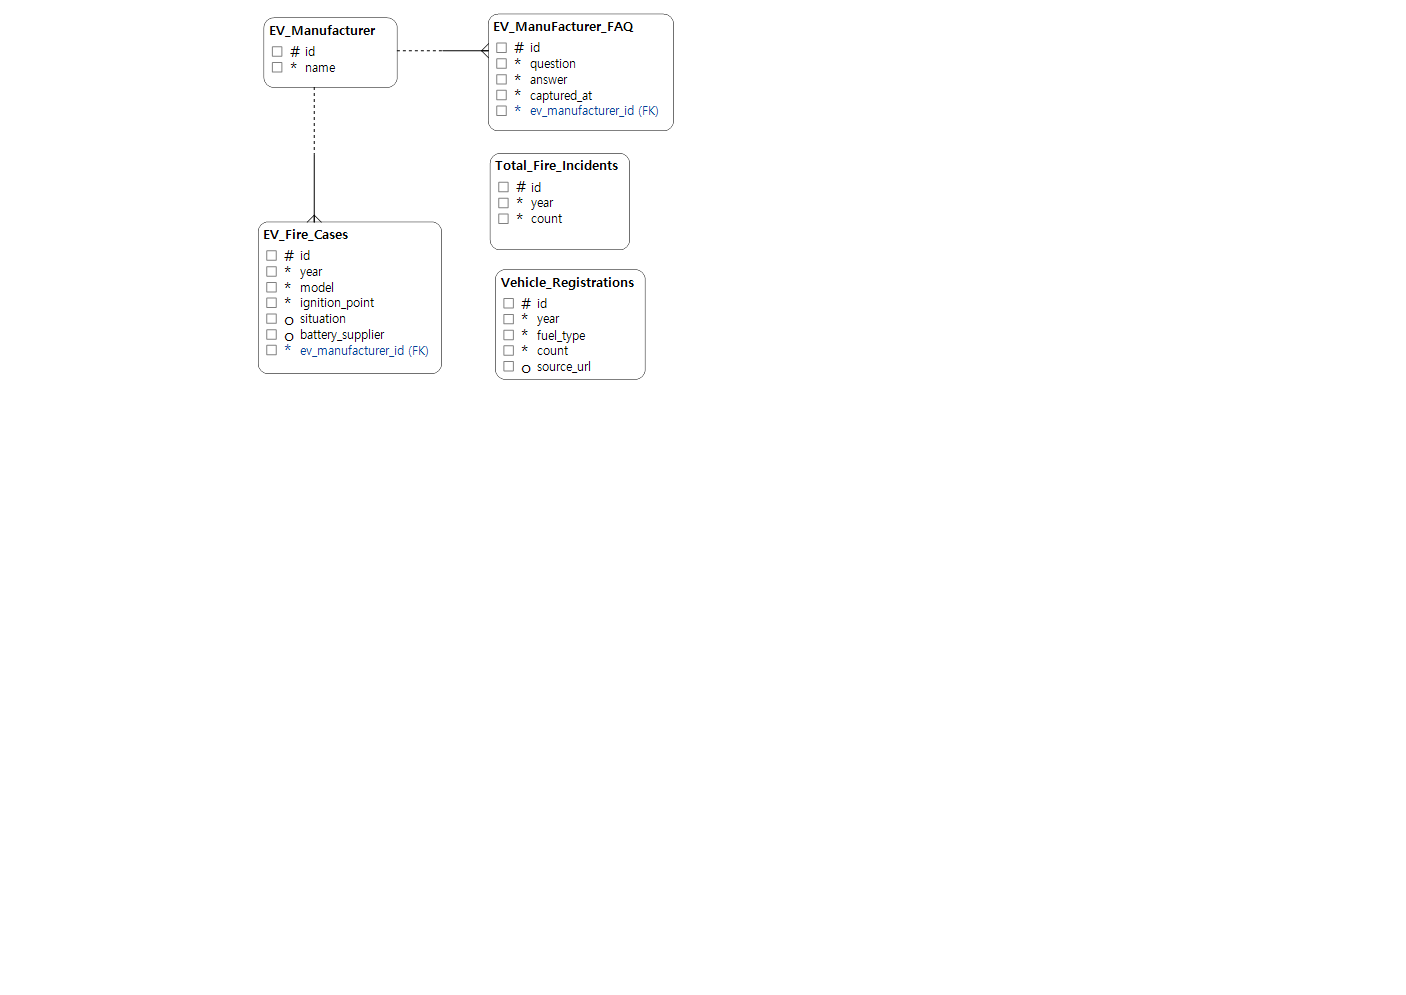 EV_Manufacturer
# id
* name
EV_ManuFacturer_FAQ
# id
* question
* answer
* captured_at
* ev_manufacturer_id (FK)
Total_Fire_Incidents
# id
* year
* count
EV_Fire_Cases
# id
* year
* model
* ignition_point
o situation
o battery_supplier
* ev_manufacturer_id (FK)
Vehicle_Registrations
# id
* year
* fuel_type
* count
o source_url